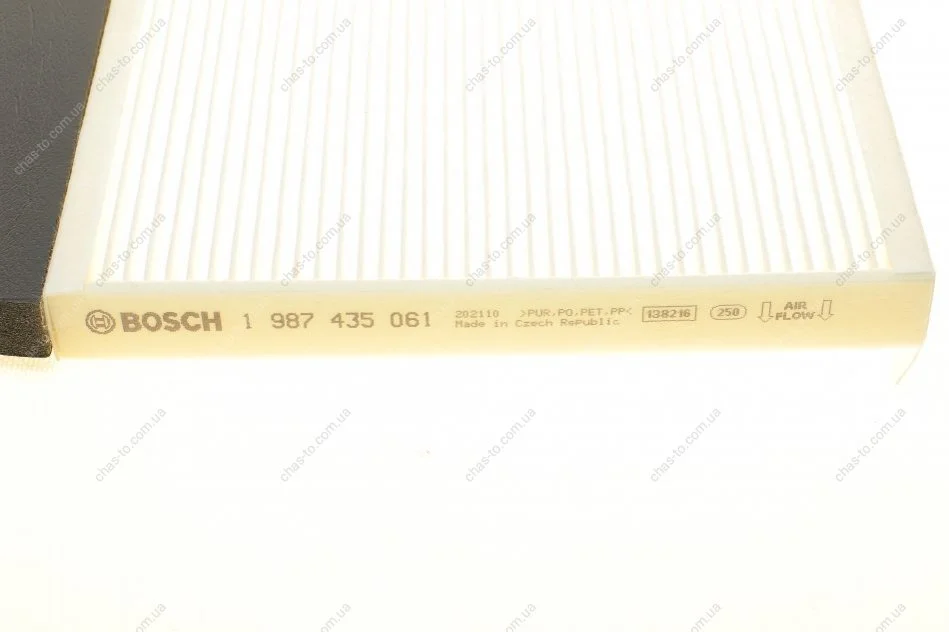 BOSCH 1 987 435 061
202110 >PUR,PO,PET,PP<
Made in Czech Republic
138216
250
AIR
FLOW
chas-to.com.ua